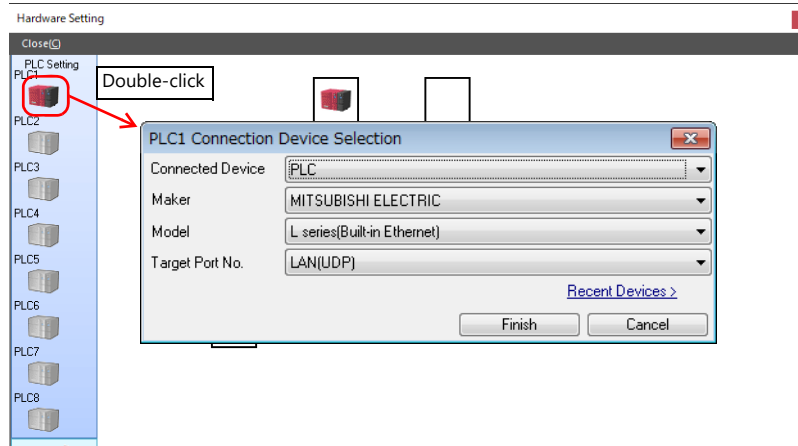 Hardware Setting
Close(C)
PLC Setting
PLC1
Double-click
PLC2
PLC1 Connection Device Selection
Connected Device PLC
PLC3
Maker MITSUBISHI ELECTRIC
PLC4
Model L series(Built-in Ethernet)
PLC5
Target Port No. LAN(UDP)
Recent Devices >
PLC6
Finish Cancel
PLC7
PLC8